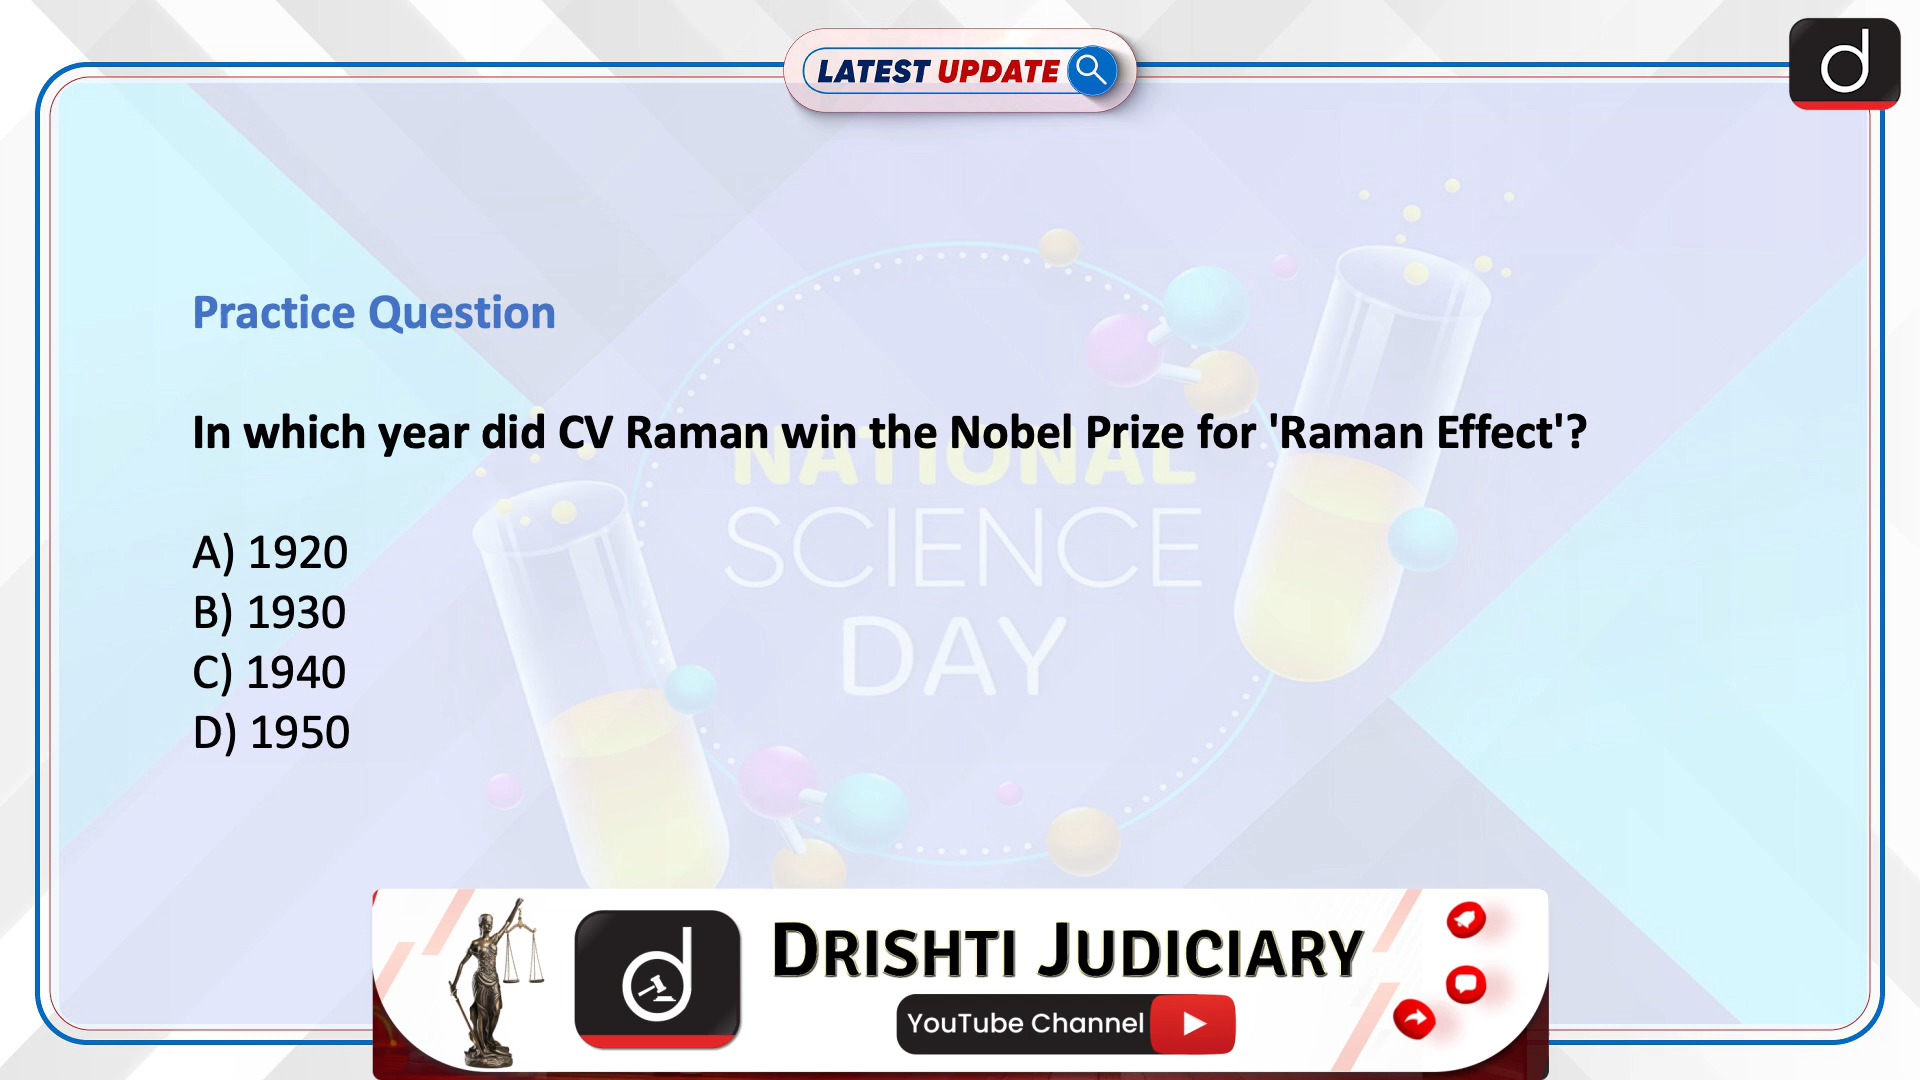 LATEST UPDATE
d
Practice Question
In which year did CV Raman win the Nobel Prize for 'Raman Effect'?
NATIONAL
SCIENCE
DAY
A) 1920
B) 1930
C) 1940
D) 1950
DRISHTI JUDICIARY
YouTube Channel